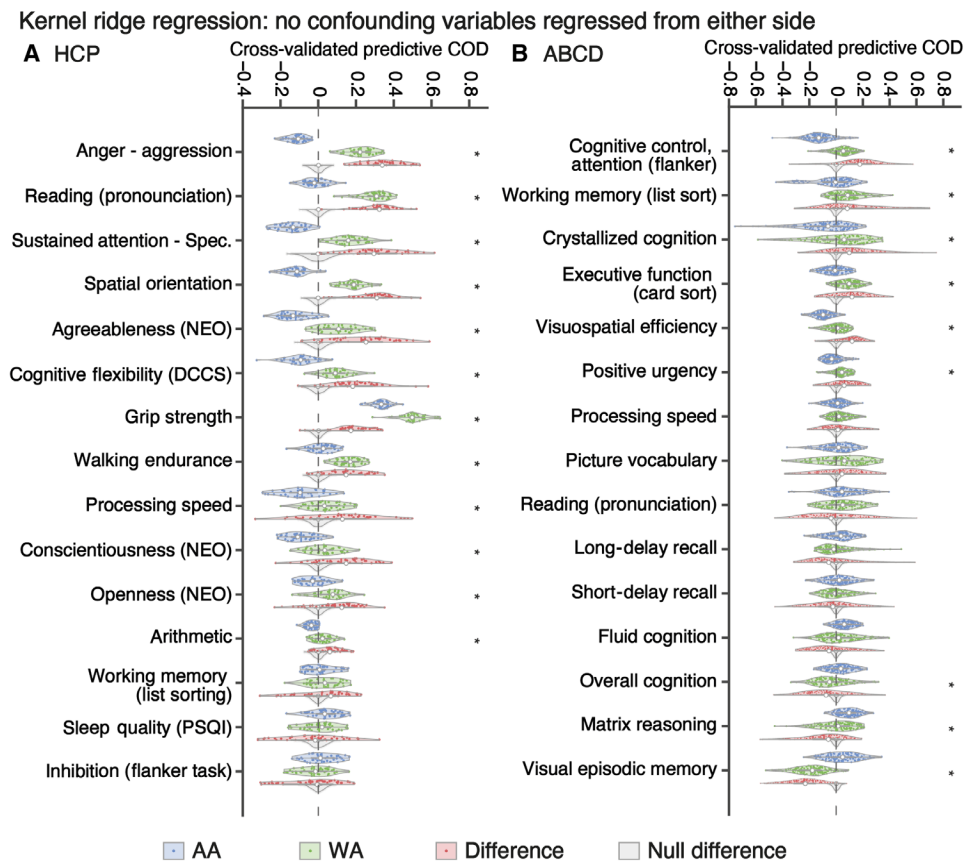 Kernel ridge regression: no confounding variables regressed from either side
A HCP
Cross-validated predictive COD
-0.4 -0.2 0 0.2 0.4 0.6 0.8
Anger - aggression *
Reading (pronounciation) *
Sustained attention - Spec. *
Spatial orientation *
Agreeableness (NEO) *
Cognitive flexibility (DCCS) *
Grip strength *
Walking endurance *
Processing speed *
Conscientiousness (NEO) *
Openness (NEO) *
Arithmetic *
Working memory
(list sorting)
Sleep quality (PSQI)
Inhibition (flanker task)
B ABCD
Cross-validated predictive COD
-0.8 -0.6 -0.4 -0.2 0 0.2 0.4 0.6 0.8
Cognitive control,
attention (flanker) *
Working memory (list sort) *
Crystallized cognition *
Executive function
(card sort) *
Visuospatial efficiency *
Positive urgency *
Processing speed
Picture vocabulary
Reading (pronunciation)
Long-delay recall
Short-delay recall
Fluid cognition
Overall cognition *
Matrix reasoning *
Visual episodic memory *
AA WA Difference Null difference